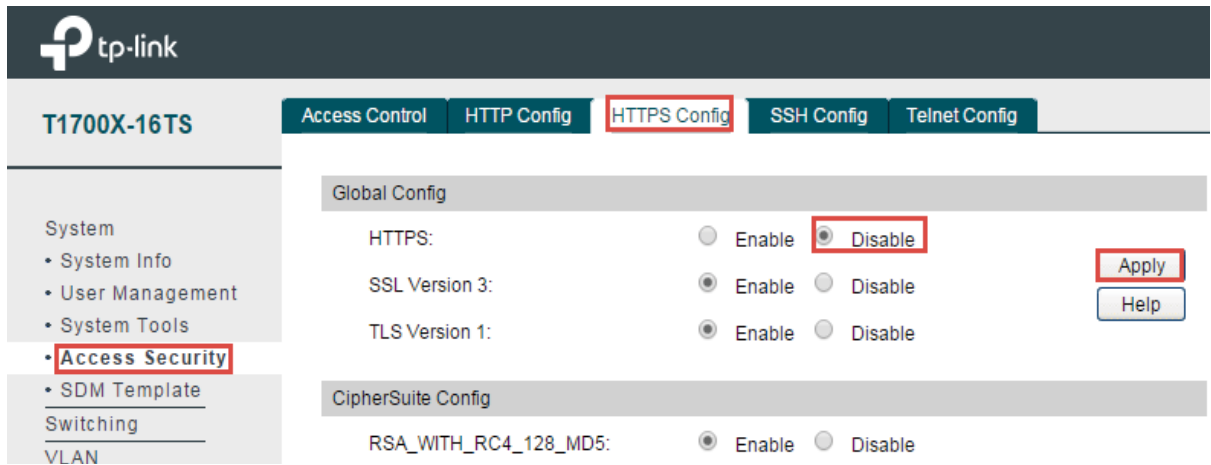 tp-link
T1700X-16TS
Access Control HTTP Config HTTPS Config SSH Config Telnet Config
System
• System Info
• User Management
• System Tools
• Access Security
• SDM Template
Switching
VLAN
Global Config
HTTPS: Enable Disable
SSL Version 3: Enable Disable
TLS Version 1: Enable Disable
Apply
Help
CipherSuite Config
RSA_WITH_RC4_128_MD5: Enable Disable